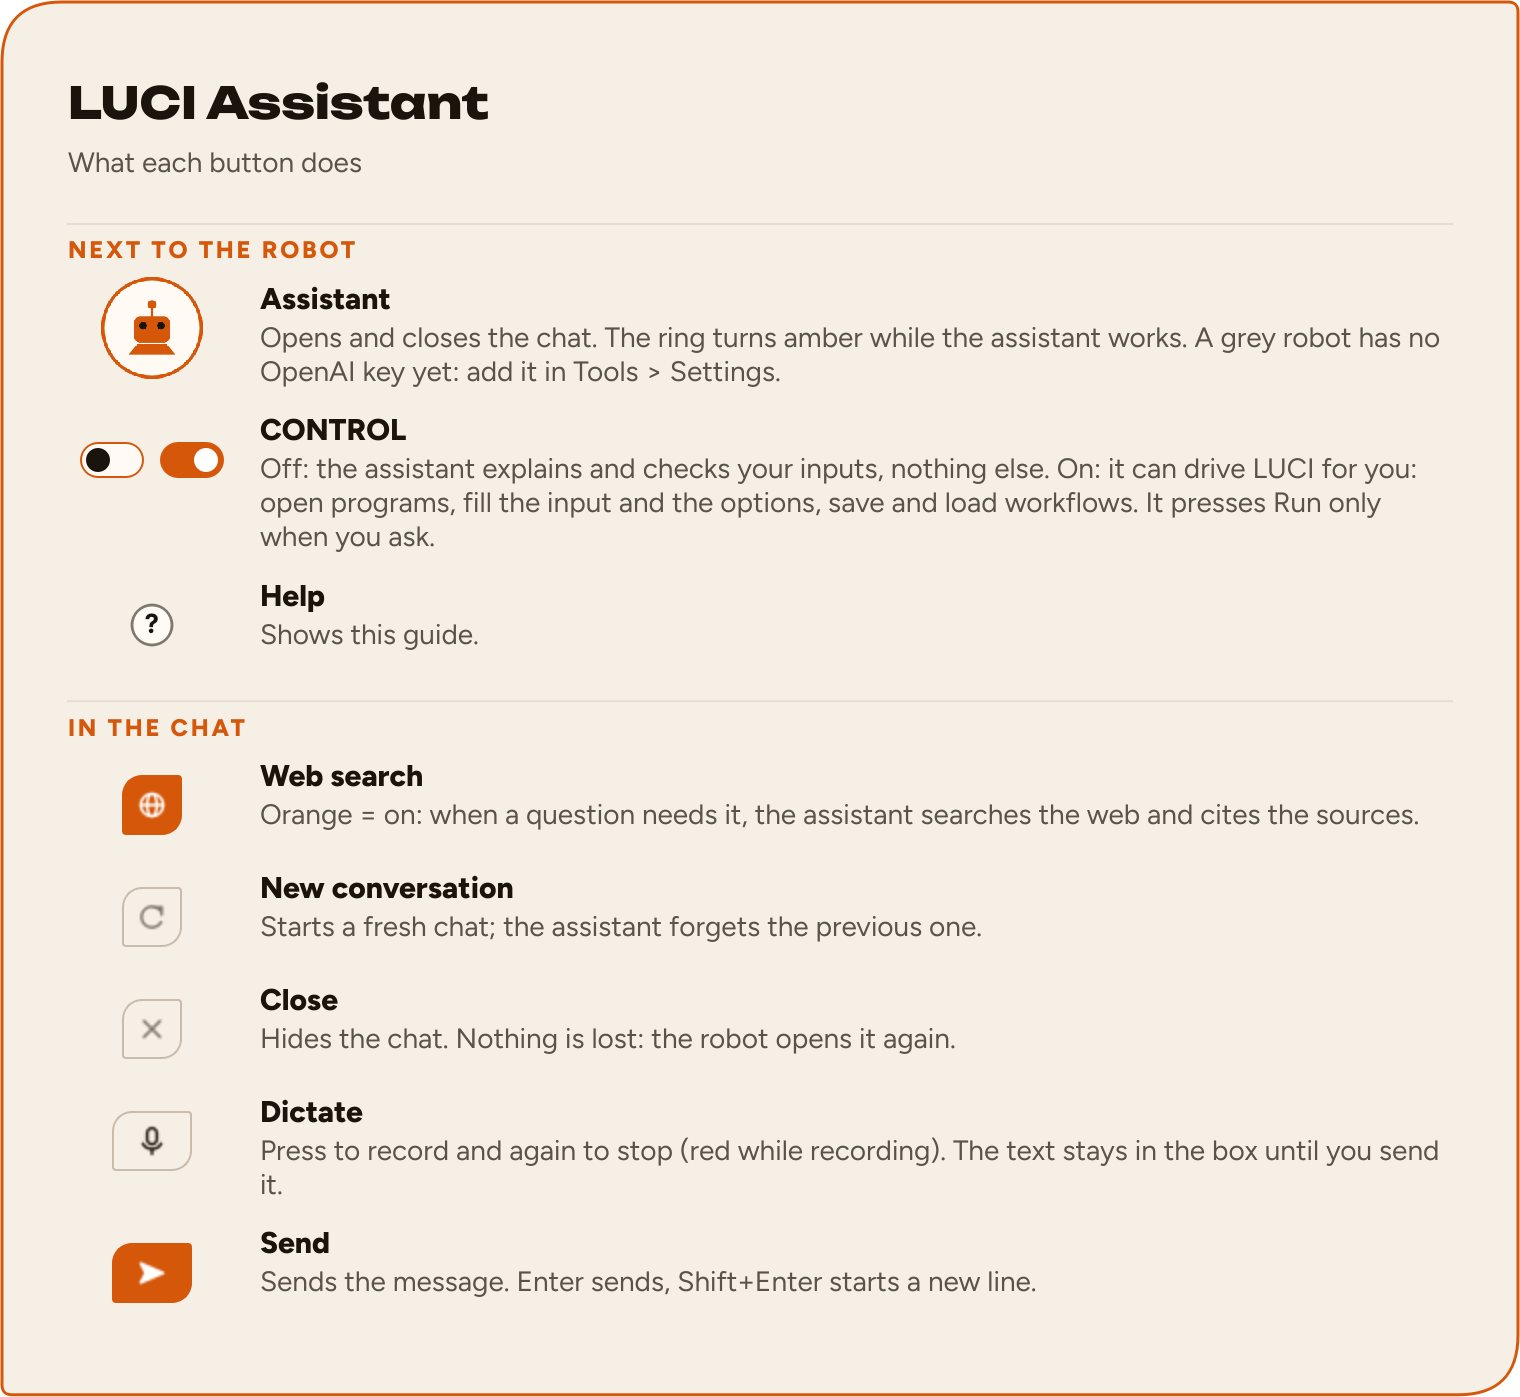 LUCI Assistant
What each button does
NEXT TO THE ROBOT
Assistant
Opens and closes the chat. The ring turns amber while the assistant works. A grey robot has no
OpenAI key yet: add it in Tools > Settings.
CONTROL
Off: the assistant explains and checks your inputs, nothing else. On: it can drive LUCI for you:
open programs, fill the input and the options, save and load workflows. It presses Run only
when you ask.
?
Help
Shows this guide.
IN THE CHAT
Web search
Orange = on: when a question needs it, the assistant searches the web and cites the sources.
New conversation
Starts a fresh chat; the assistant forgets the previous one.
Close
Hides the chat. Nothing is lost: the robot opens it again.
Dictate
Press to record and again to stop (red while recording). The text stays in the box until you send
it.
Send
Sends the message. Enter sends, Shift+Enter starts a new line.